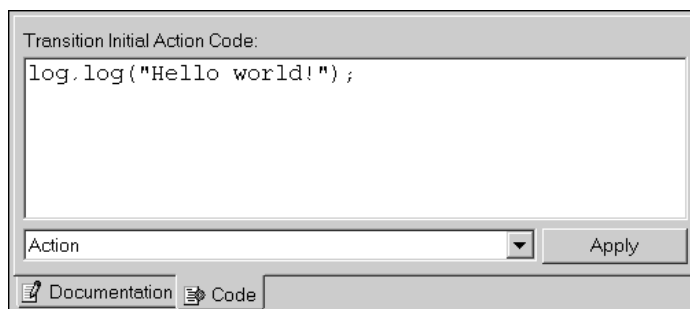 Transition Initial Action Code:
log.log("Hello world!");
Action Apply
Documentation Code